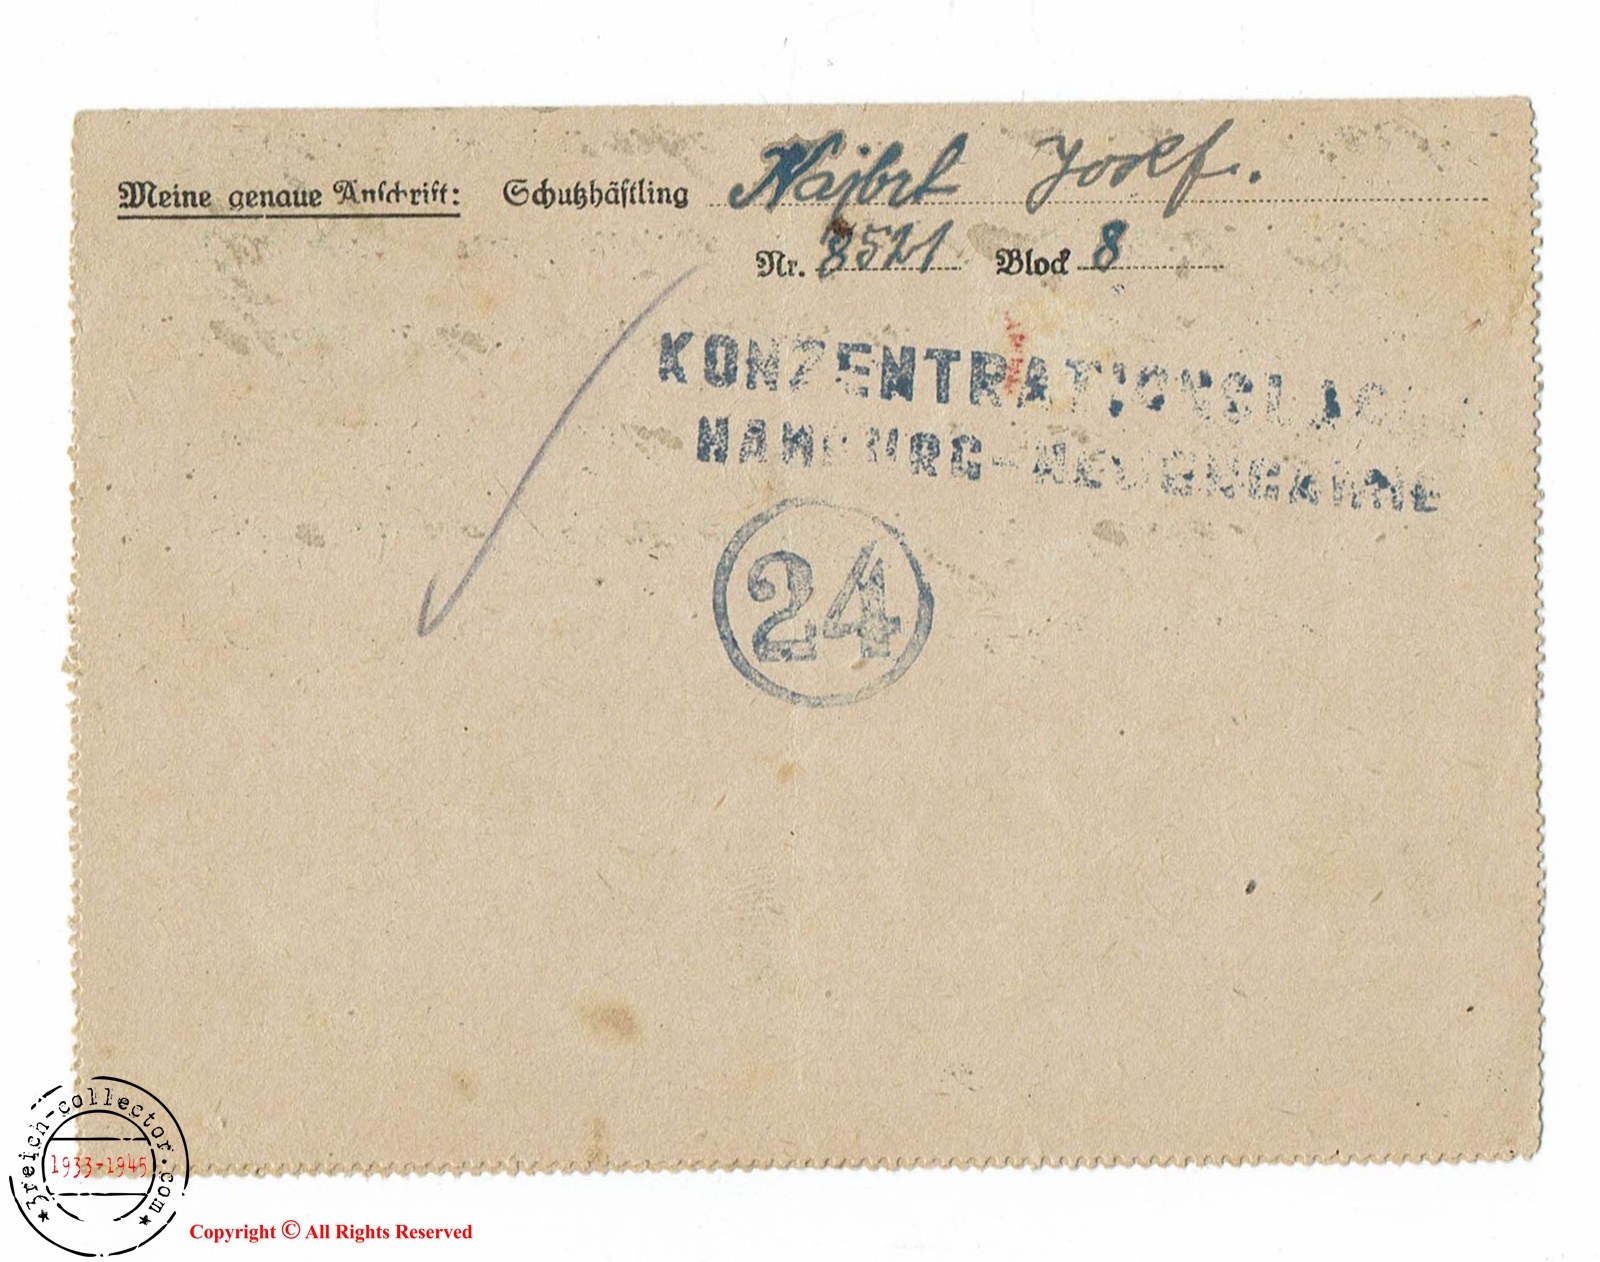 Meine genaue Anschrift: Schutzhäftling Najbrt Josef.
Nr. 8521 Block 8
KONZENTRATIONSLAGER
HAMBURG-NEUENGAMME
24
3reich-collector.com
1933-1945
Copyright © All Rights Reserved